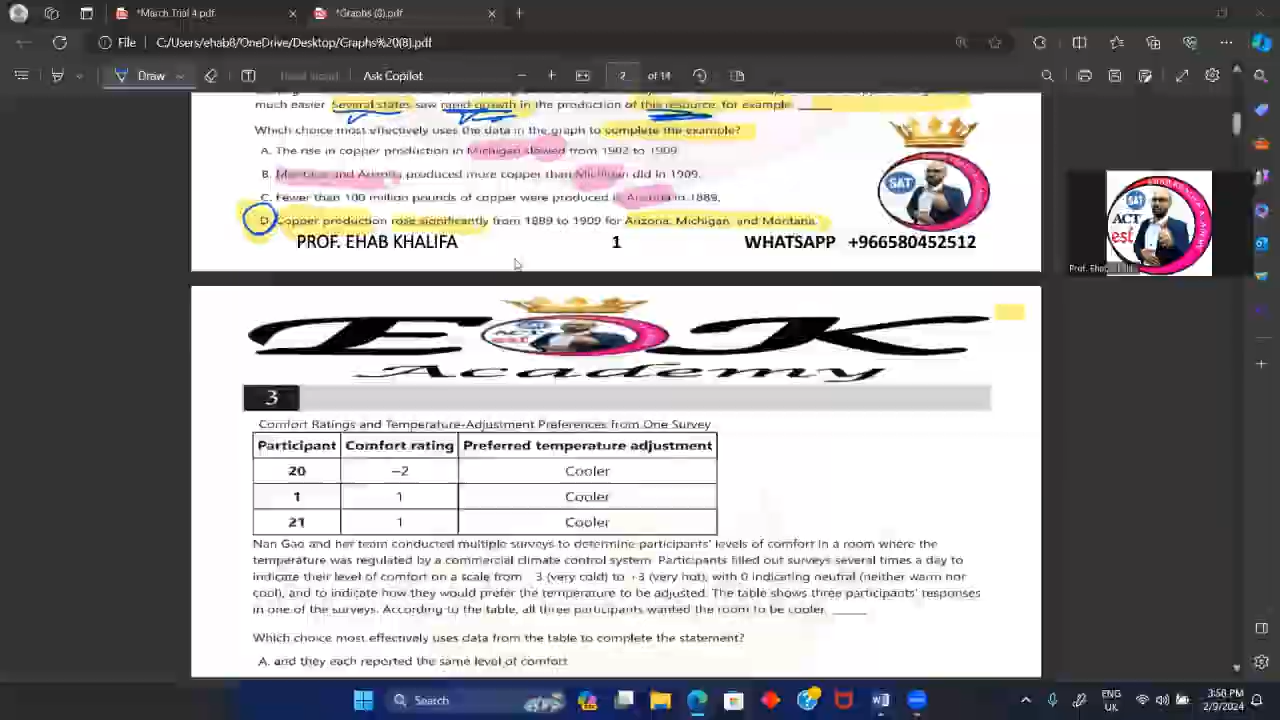 *March Trial 4.pdf
*Graphs (8).pdf
File C:/Users/ehab8/OneDrive/Desktop/Graphs%20(8).pdf
Draw Ask Copilot 2 of 14
much easier. Several states saw rapid growth in the production of this resource, for example
Which choice most effectively uses the data in the graph to complete the example?
A. The rise in copper production in Michigan slowed from 1902 to 1909.
B. Montana and Arizona produced more copper than Michigan did in 1909.
C. Fewer than 100 million pounds of copper were produced in Arizona in 1889.
D. Copper production rose significantly from 1889 to 1909 for Arizona, Michigan, and Montana.
SAT
PROF. EHAB KHALIFA 1 WHATSAPP +966580452512
SAT
ACT
est
Prof. Ehab
E K
ACT
Academy
3
Comfort Ratings and Temperature-Adjustment Preferences from One Survey
Participant Comfort rating Preferred temperature adjustment
20 −2 Cooler
1 1 Cooler
21 1 Cooler
Nan Gao and her team conducted multiple surveys to determine participants' levels of comfort in a room where the
temperature was regulated by a commercial climate control system. Participants filled out surveys several times a day to
indicate their level of comfort on a scale from 3 (very cold) to +3 (very hot), with 0 indicating neutral (neither warm nor
cool), and to indicate how they would prefer the temperature to be adjusted. The table shows three participants' responses
in one of the surveys. According to the table, all three participants wanted the room to be cooler, ______
Which choice most effectively uses data from the table to complete the statement?
A. and they each reported the same level of comfort
Search
ENG
UK
3:58 PM
2/9/2024